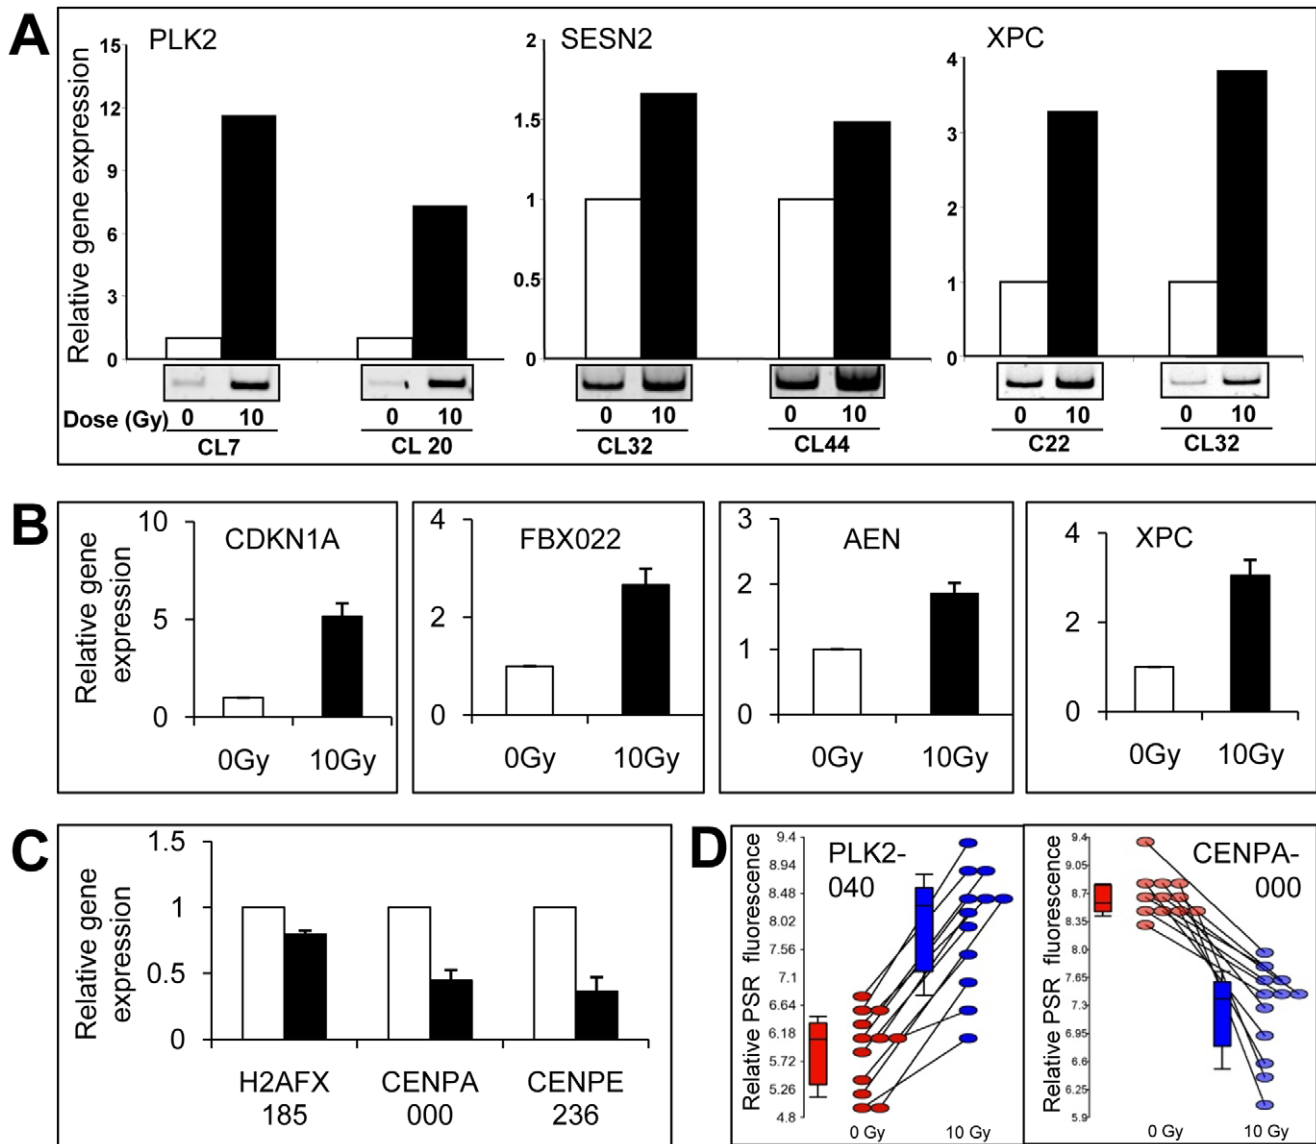 A
PLK2
SESN2
XPC
Relative gene expression
15
12
9
6
3
0
2
1.5
1
0.5
0
4
3
2
1
0
Dose (Gy) 0 10 0 10 0 10 0 10 0 10 0 10
CL7 CL 20 CL32 CL44 C22 CL32
B
Relative gene
expression
CDKN1A
10
5
0
0Gy 10Gy
FBX022
4
2
0
0Gy 10Gy
AEN
3
2
1
0
0Gy 10Gy
XPC
4
2
0
0Gy 10Gy
C
Relative gene
expression
1.5
1
0.5
0
H2AFX CENPA CENPE
185 000 236
D
Relative PSR fluorescence
PLK2-
040
9.4
8.94
8.48
8.02
7.56
7.1
6.64
6.18
5.72
5.26
4.8
0 Gy 10 Gy
Relative PSR fluorescence
CENPA-
000
9.4
9.05
8.7
8.35
8.0
7.65
7.3
6.95
6.6
6.25
5.9
0 Gy 10 Gy